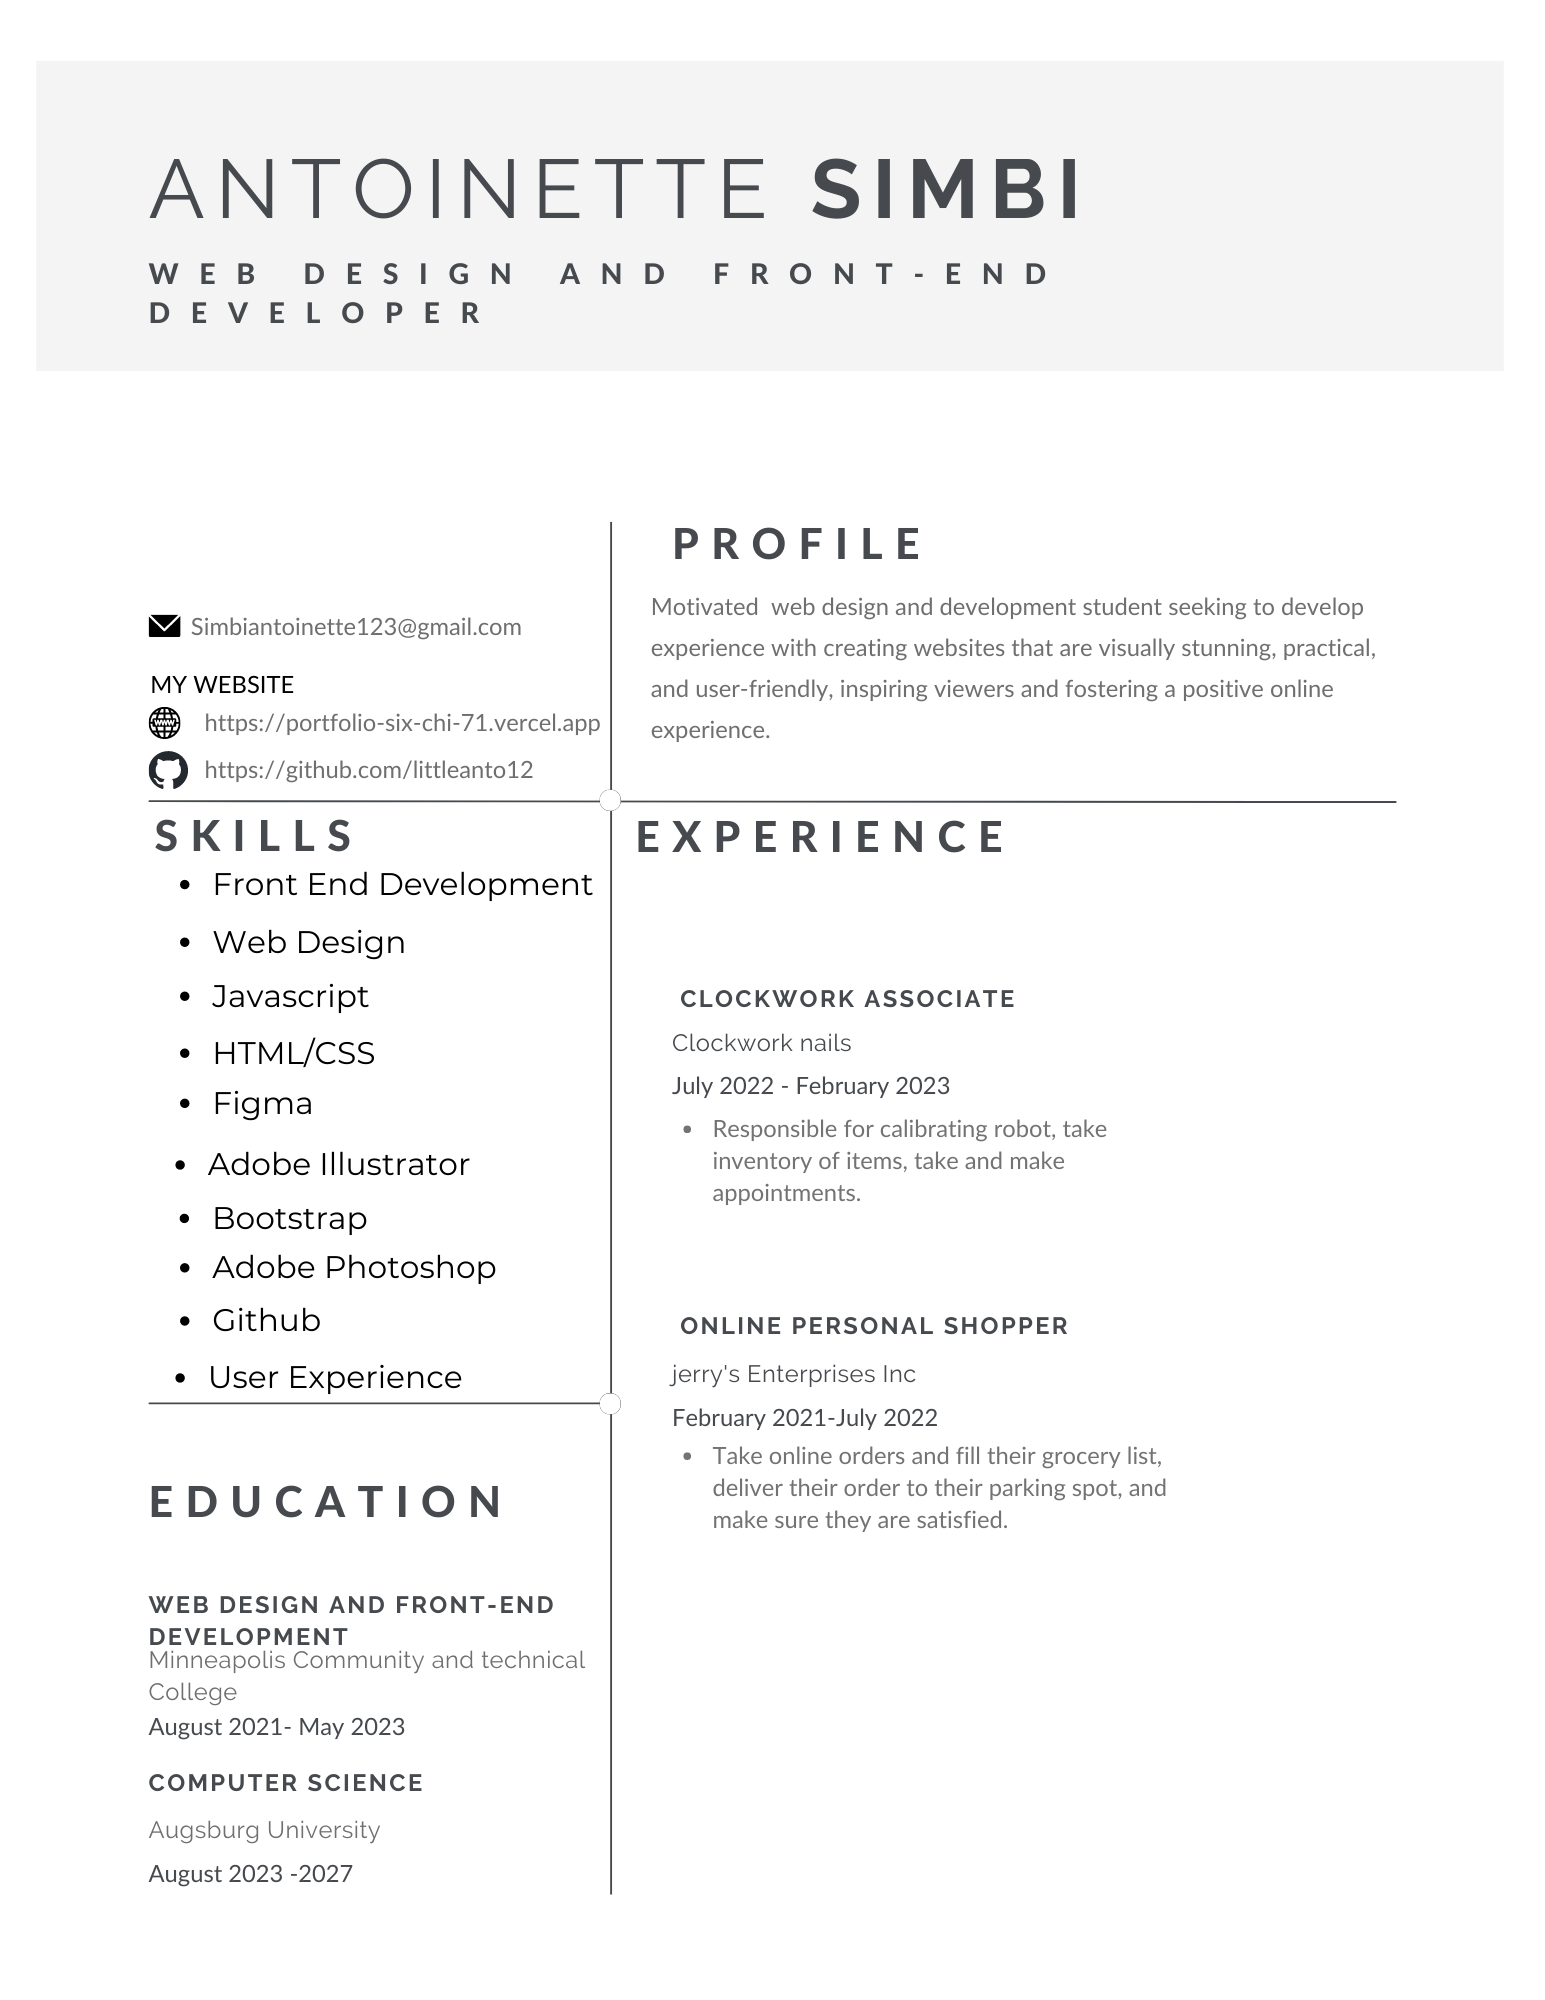 ANTOINETTE SIMBI
WEB DESIGN AND FRONT-END
DEVELOPER
Simbiantoinette123@gmail.com
MY WEBSITE
www
https://portfolio-six-chi-71.vercel.app
https://github.com/littleanto12
PROFILE
Motivated  web design and development student seeking to develop
experience with creating websites that are visually stunning, practical,
and user-friendly, inspiring viewers and fostering a positive online
experience.
SKILLS
• Front End Development
• Web Design
• Javascript
• HTML/CSS
• Figma
• Adobe Illustrator
• Bootstrap
• Adobe Photoshop
• Github
• User Experience
EDUCATION
WEB DESIGN AND FRONT-END
DEVELOPMENT
Minneapolis Community and technical
College
August 2021- May 2023
COMPUTER SCIENCE
Augsburg University
August 2023 -2027
EXPERIENCE
CLOCKWORK ASSOCIATE
Clockwork nails
July 2022 - February 2023
• Responsible for calibrating robot, take
inventory of items, take and make
appointments.
ONLINE PERSONAL SHOPPER
jerry's Enterprises Inc
February 2021-July 2022
• Take online orders and fill their grocery list,
deliver their order to their parking spot, and
make sure they are satisfied.